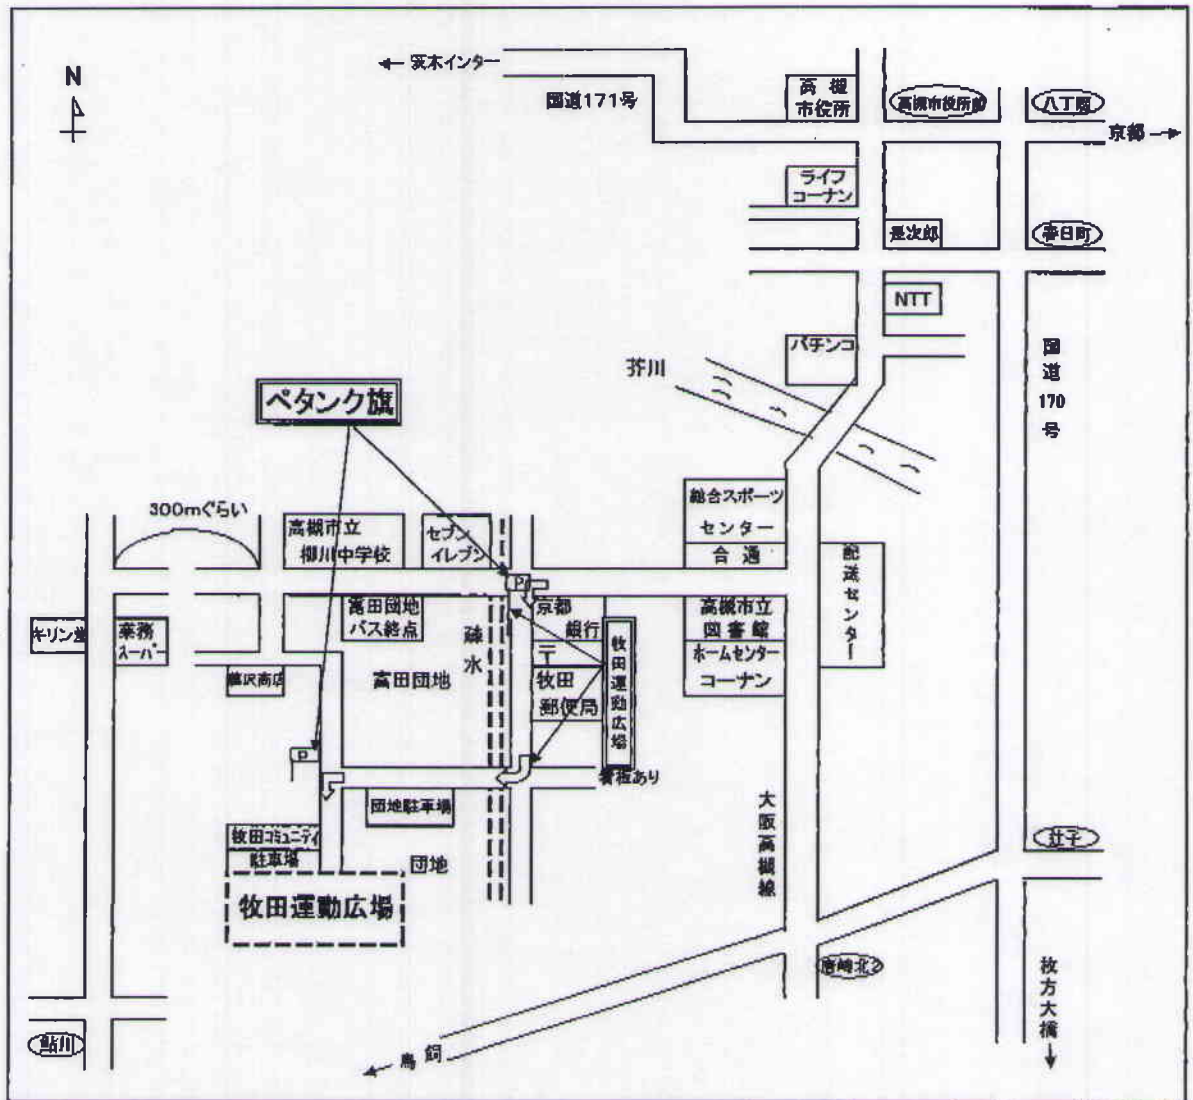 ← 茨木インター
N
国道171号
高槻
市役所
高槻市役所前
京都 →
ライフ
コーナン
春日町
NTT
パチンコ
芥川
国道170号
ペタンク旗
300mぐらい
高槻市立
柳川中学校
セブン
イレブン
総合スポーツ
センター
合通
配送センター
P
キリン堂
業務
スーパー
富田団地
バス終点
疎水
京都
銀行
牧田運動広場
高槻市立
図書館
〒
牧田
郵便局
ホームセンター
コーナン
富田団地
藤沢商店
P
看板あり
団地駐車場
大阪高槻線
牧田コミュニティ
駐車場
団地
辻子
牧田運動広場
唐崎北2
枚方大橋
↓
鮎川
← 鳥飼